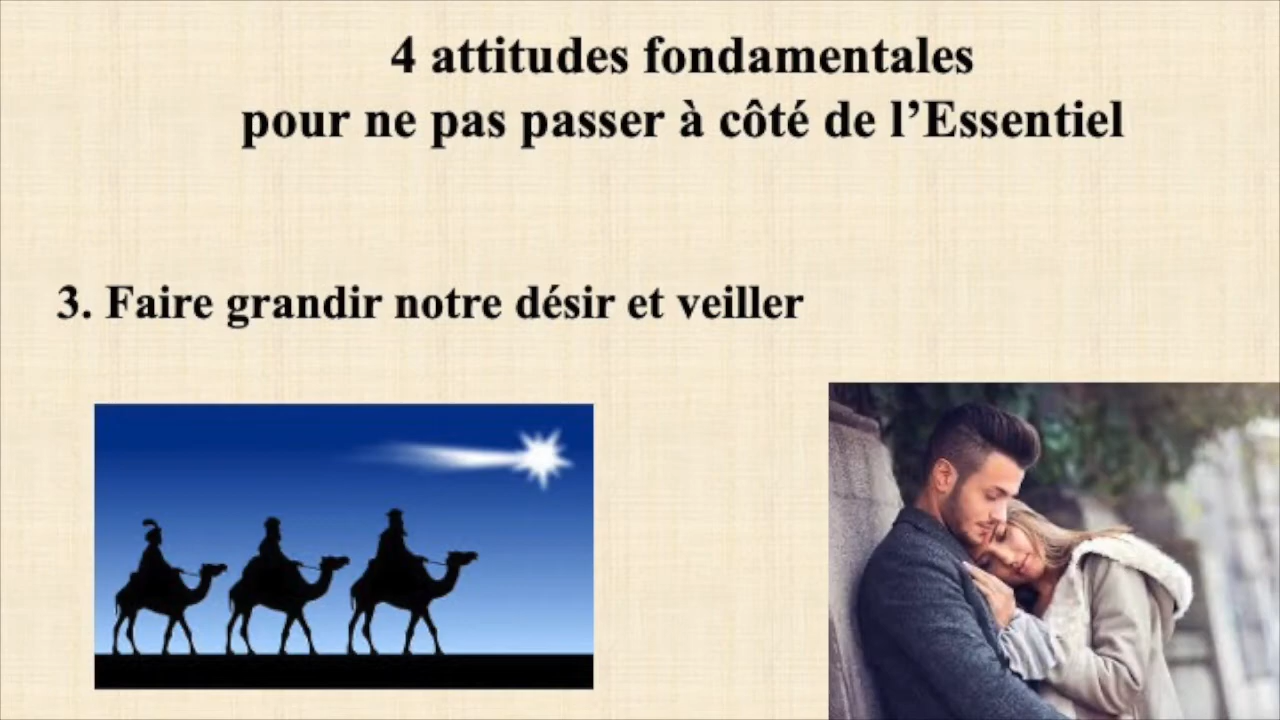 4 attitudes fondamentales
pour ne pas passer à côté de l’Essentiel
3. Faire grandir notre désir et veiller